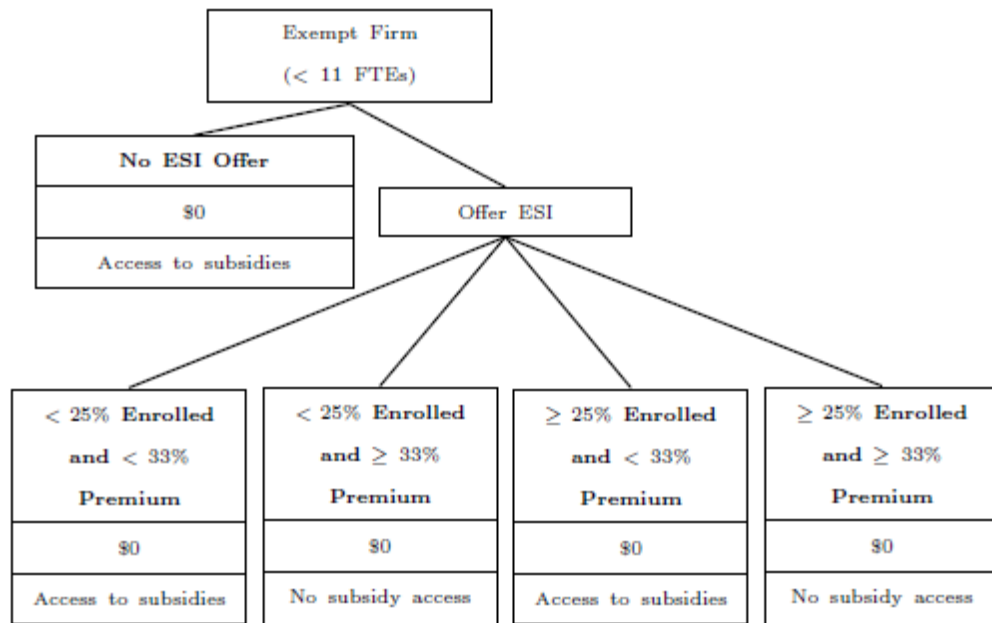 Exempt Firm
(< 11 FTEs)
No ESI Offer
$0
Access to subsidies
Offer ESI
< 25% Enrolled
and < 33%
Premium
$0
Access to subsidies
< 25% Enrolled
and ≥ 33%
Premium
$0
No subsidy access
≥ 25% Enrolled
and < 33%
Premium
$0
Access to subsidies
≥ 25% Enrolled
and ≥ 33%
Premium
$0
No subsidy access